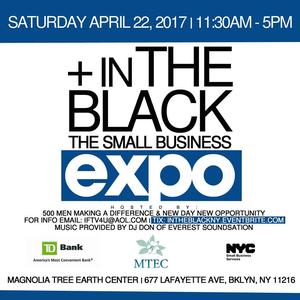 SATURDAY APRIL 22, 2017 | 11:30AM - 5PM
+ IN THE
BLACK
THE SMALL BUSINESS
expo
HOSTED BY:
500 MEN MAKING A DIFFERENCE & NEW DAY NEW OPPORTUNITY
FOR INFO EMAIL: IFTV4U@AOL.COM | TIX: INTHEBLACKNY.EVENTBRITE.COM
MUSIC PROVIDED BY DJ DON OF EVEREST SOUNDSATION
TD Bank
America's Most Convenient Bank®
MTEC
NYC
Small Business
Services
MAGNOLIA TREE EARTH CENTER | 677 LAFAYETTE AVE, BKLYN, NY 11216